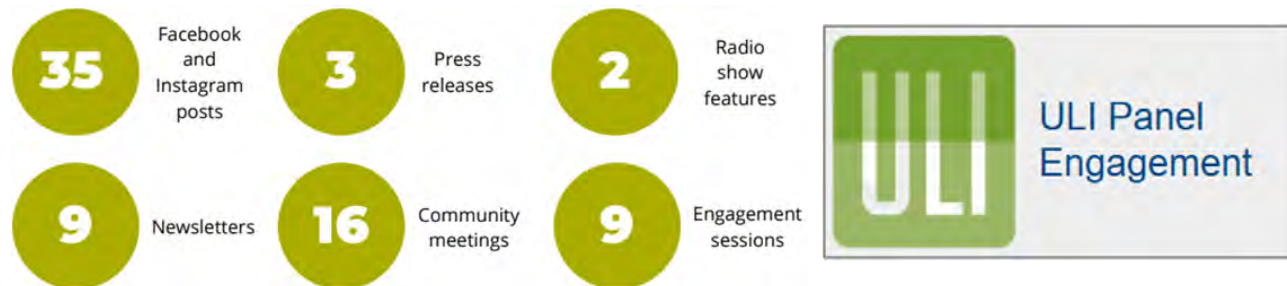 35
Facebook
and
Instagram
posts
3
Press
releases
2
Radio
show
features
9
Newsletters
16
Community
meetings
9
Engagement
sessions
ULI
ULI Panel
Engagement